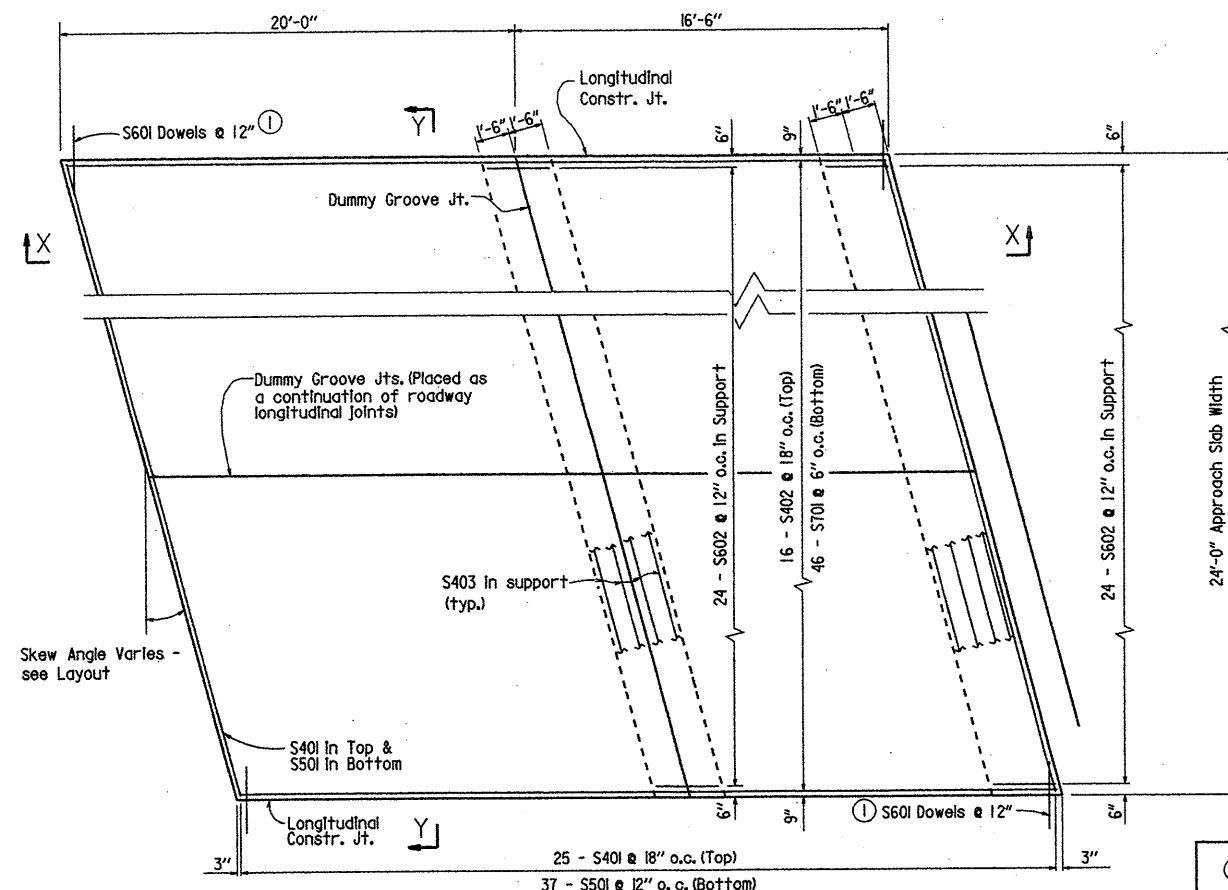 20'-0"
16'-6"
Longitudinal
Constr. Jt.
S601 Dowels @ 12" 1
Y
1'-6" 1'-6"
1'-6" 1'-6"
6"
9"
6"
Dummy Groove Jt.
X
X
Dummy Groove Jts. (Placed as
a continuation of roadway
longitudinal joints)
24 - S602 @ 12" o.c. In Support
16 - S402 @ 18" o.c. (Top)
46 - S701 @ 6" o.c. (Bottom)
24 - S602 @ 12" o.c. In Support
24'-0" Approach Slab Width
S403 in support
(typ.)
Skew Angle Varies -
see Layout
S401 In Top &
S501 in Bottom
Longitudinal
Constr. Jt.
Y
6"
9"
1 S601 Dowels @ 12"
6"
3"
25 - S401 @ 18" o.c. (Top)
3"
37 - S501 @ 12" o.c. (Bottom)